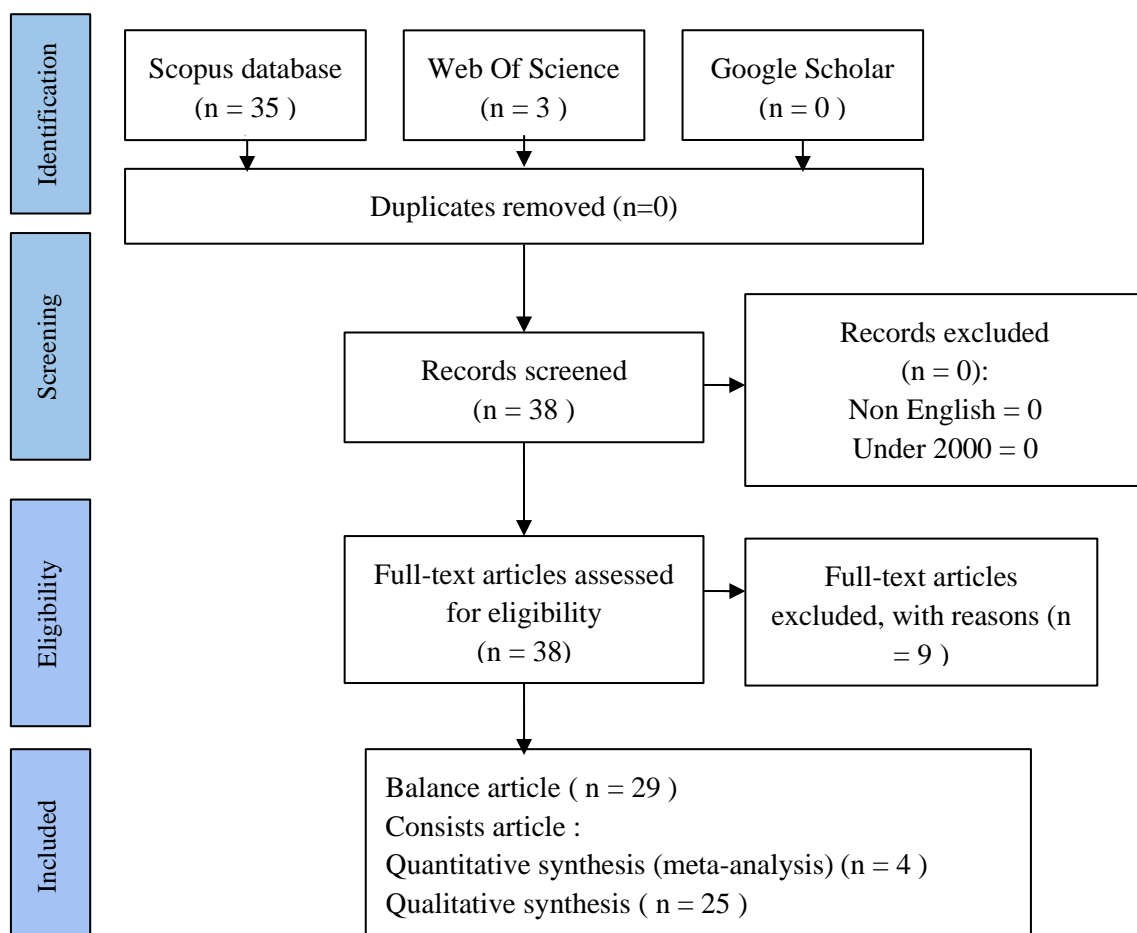 Identification
Scopus database
(n = 35 )
Web Of Science
(n = 3 )
Google Scholar
(n = 0 )
Duplicates removed (n=0)
Screening
Records screened
(n = 38 )
Records excluded
(n = 0):
Non English = 0
Under 2000 = 0
Eligibility
Full-text articles assessed
for eligibility
(n = 38)
Full-text articles
excluded, with reasons (n
= 9 )
Included
Balance article ( n = 29 )
Consists article :
Quantitative synthesis (meta-analysis) (n = 4 )
Qualitative synthesis ( n = 25 )